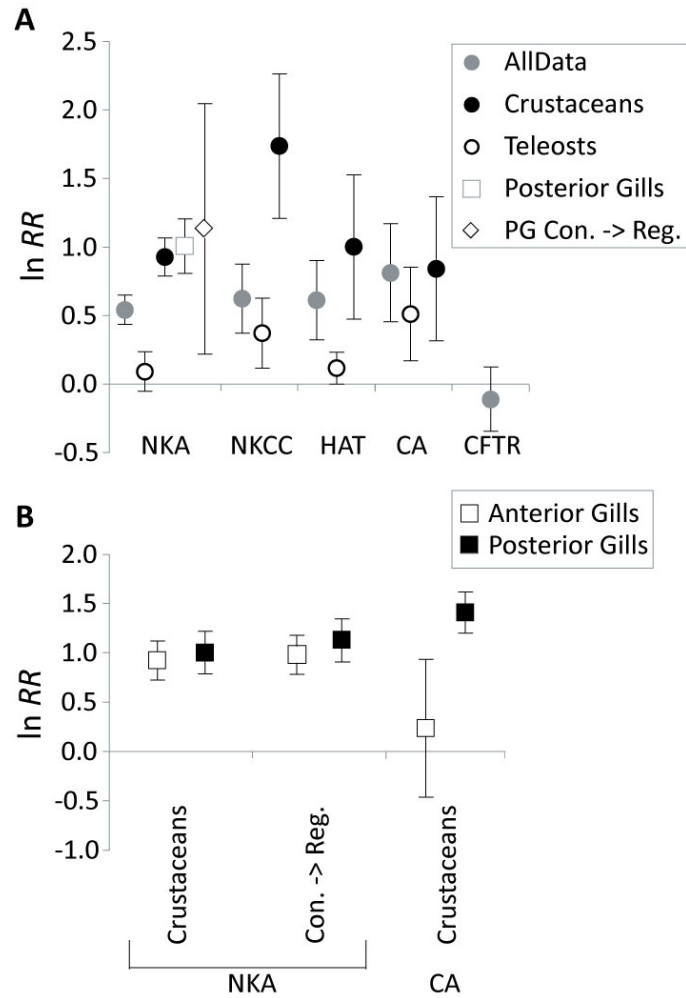 A
2.5
2.0
1.5
1.0
0.5
0.0
-0.5
ln RR
AllData
Crustaceans
Teleosts
Posterior Gills
PG Con. -> Reg.
NKA NKCC HAT CA CFTR
B
Anterior Gills
Posterior Gills
2.0
1.5
1.0
0.5
0.0
-0.5
-1.0
ln RR
Crustaceans
Con. -> Reg.
Crustaceans
NKA CA